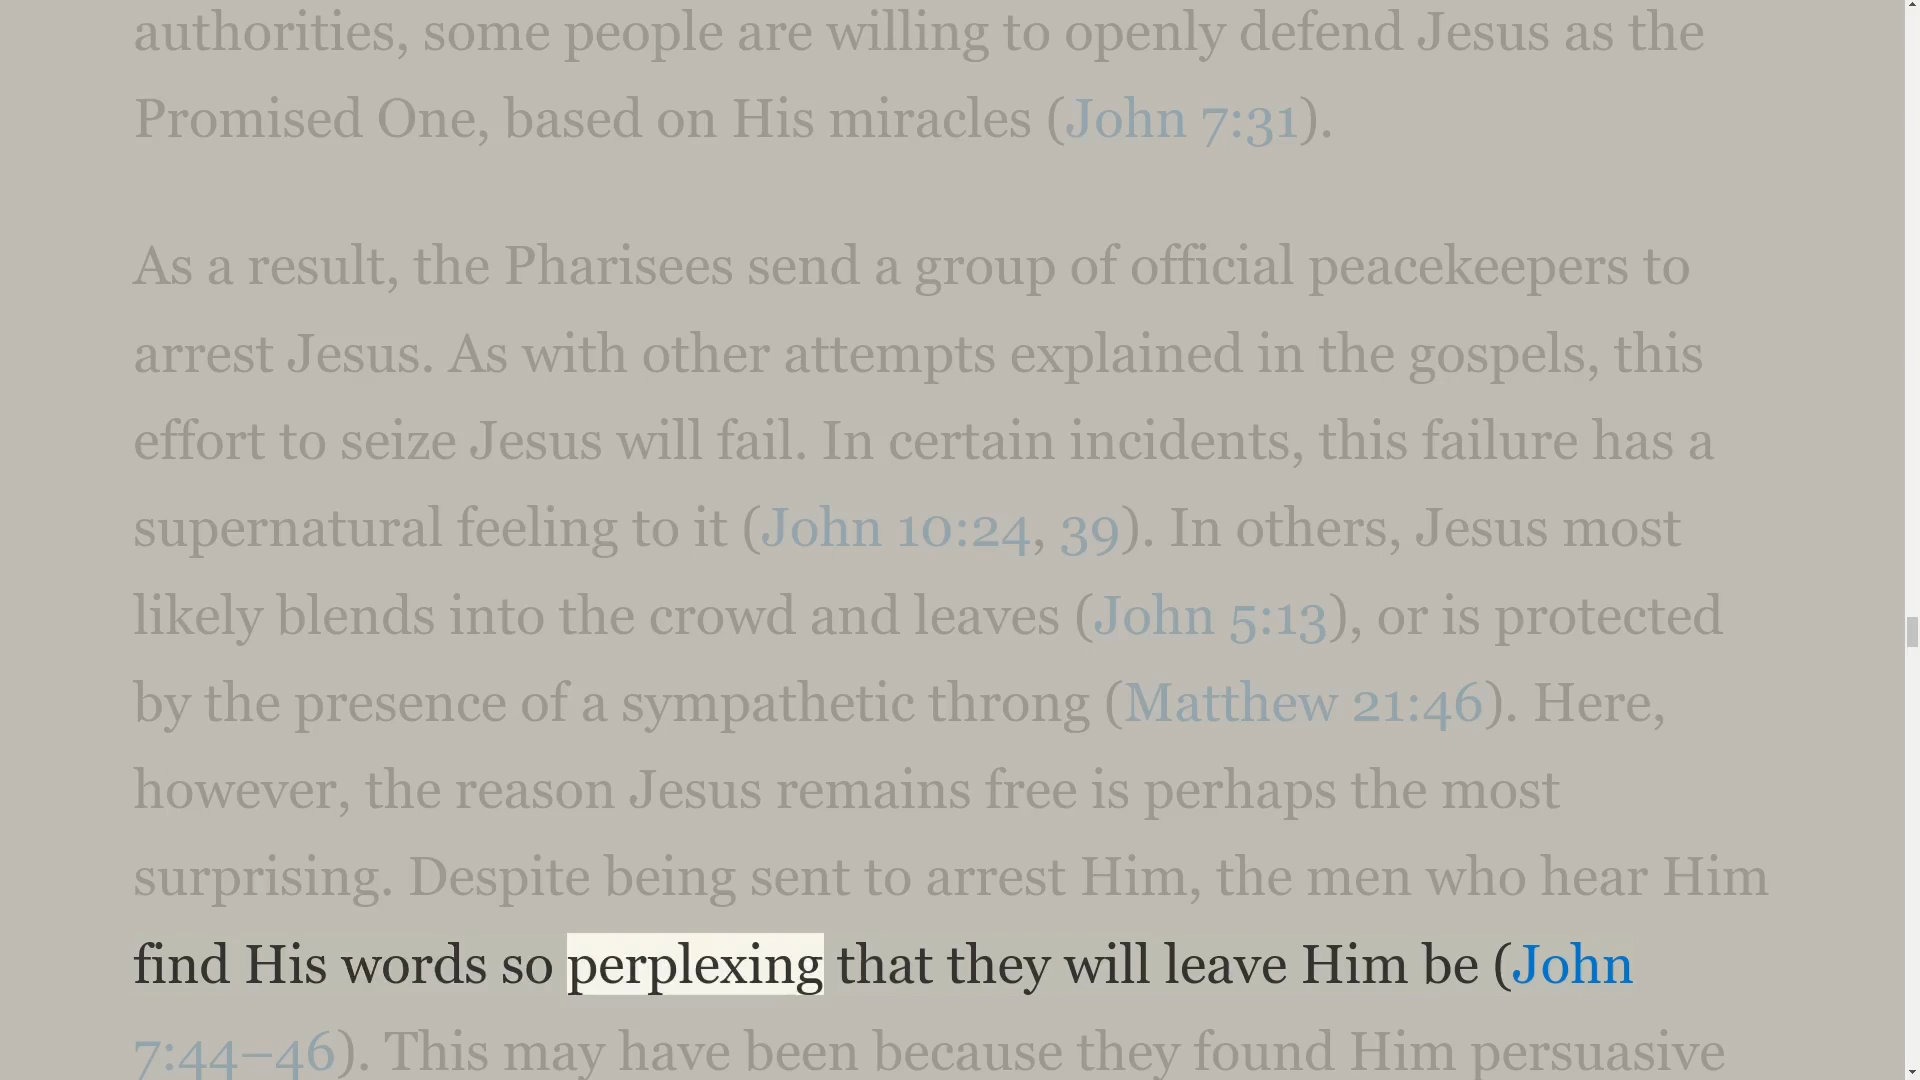 authorities, some people are willing to openly defend Jesus as the
Promised One, based on His miracles (John 7:31).
As a result, the Pharisees send a group of official peacekeepers to
arrest Jesus. As with other attempts explained in the gospels, this
effort to seize Jesus will fail. In certain incidents, this failure has a
supernatural feeling to it (John 10:24, 39). In others, Jesus most
likely blends into the crowd and leaves (John 5:13), or is protected
by the presence of a sympathetic throng (Matthew 21:46). Here,
however, the reason Jesus remains free is perhaps the most
surprising. Despite being sent to arrest Him, the men who hear Him
find His words so perplexing that they will leave Him be (John
7:44–46). This may have been because they found Him persuasive